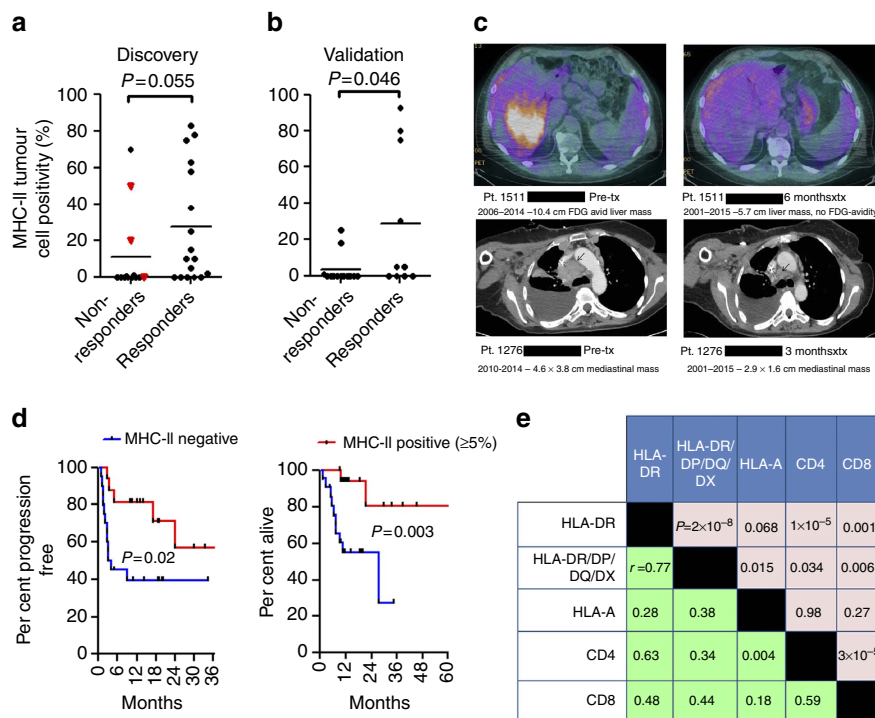 a
Discovery
P=0.055
MHC-II tumour
cell positivity (%)
100
80
60
40
20
0
Non-
responders
Responders
b
Validation
P=0.046
100
80
60
40
20
0
Non-
responders
Responders
c
Pt. 1511 Pre-tx
2006–2014 –10.4 cm FDG avid liver mass
Pt. 1511 6 monthsxtx
2001–2015 –5.7 cm liver mass, no FDG-avidity
Pt. 1276 Pre-tx
2010-2014 – 4.6 × 3.8 cm mediastinal mass
Pt. 1276 3 monthsxtx
2001–2015 – 2.9 × 1.6 cm mediastinal mass
d
MHC-II negative
MHC-II positive (≥5%)
Per cent progression
free
100
80
60
40
20
0
P=0.02
0 6 12 18 24 30 36
Months
Per cent alive
100
80
60
40
20
0
P=0.003
0 12 24 36 48 60
Months
e
HLA-
DR
HLA-DR/
DP/DQ/
DX
HLA-A
CD4
CD8
HLA-DR
P=2×10⁻⁸ 0.068 1×10⁻⁵ 0.001
HLA-DR/DP/
DQ/DX
r=0.77 0.015 0.034 0.006
HLA-A 0.28 0.38 0.98 0.27
CD4 0.63 0.34 0.004 3×10⁻⁵
CD8 0.48 0.44 0.18 0.59